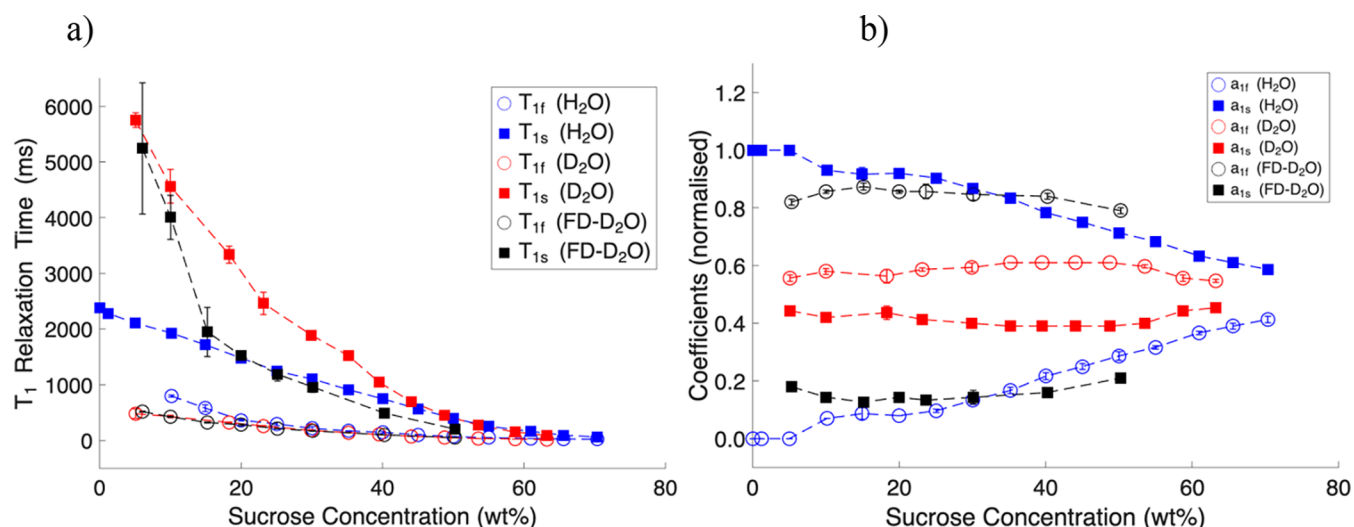 a)
b)
6000
5000
4000
3000
2000
1000
0
T₁ Relaxation Time (ms)
0
20
40
60
80
Sucrose Concentration (wt%)
T₁f (H₂O)
T₁s (H₂O)
T₁f (D₂O)
T₁s (D₂O)
T₁f (FD-D₂O)
T₁s (FD-D₂O)
1.2
1.0
0.8
0.6
0.4
0.2
0.0
Coefficients (normalised)
0
20
40
60
80
Sucrose Concentration (wt%)
a₁f (H₂O)
a₁s (H₂O)
a₁f (D₂O)
a₁s (D₂O)
a₁f (FD-D₂O)
a₁s (FD-D₂O)